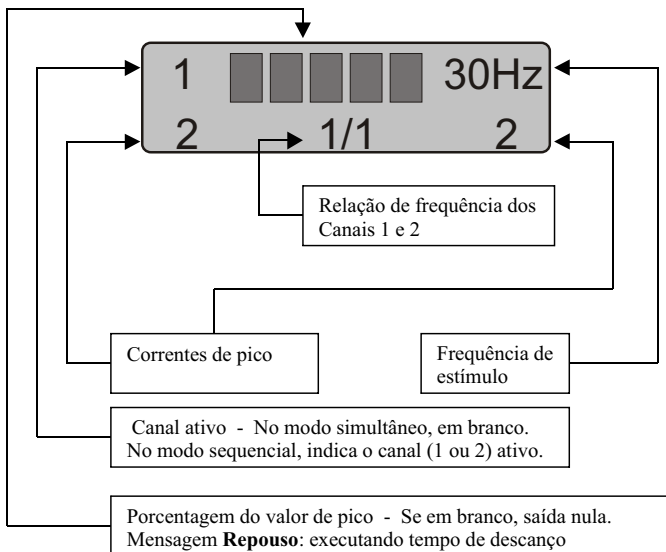 1 30Hz
2 1/1 2
Relação de frequência dos
Canais 1 e 2
Correntes de pico
Frequência de
estímulo
Canal ativo - No modo simultâneo, em branco.
No modo sequencial, indica o canal (1 ou 2) ativo.
Porcentagem do valor de pico - Se em branco, saída nula.
Mensagem Repouso: executando tempo de descanço